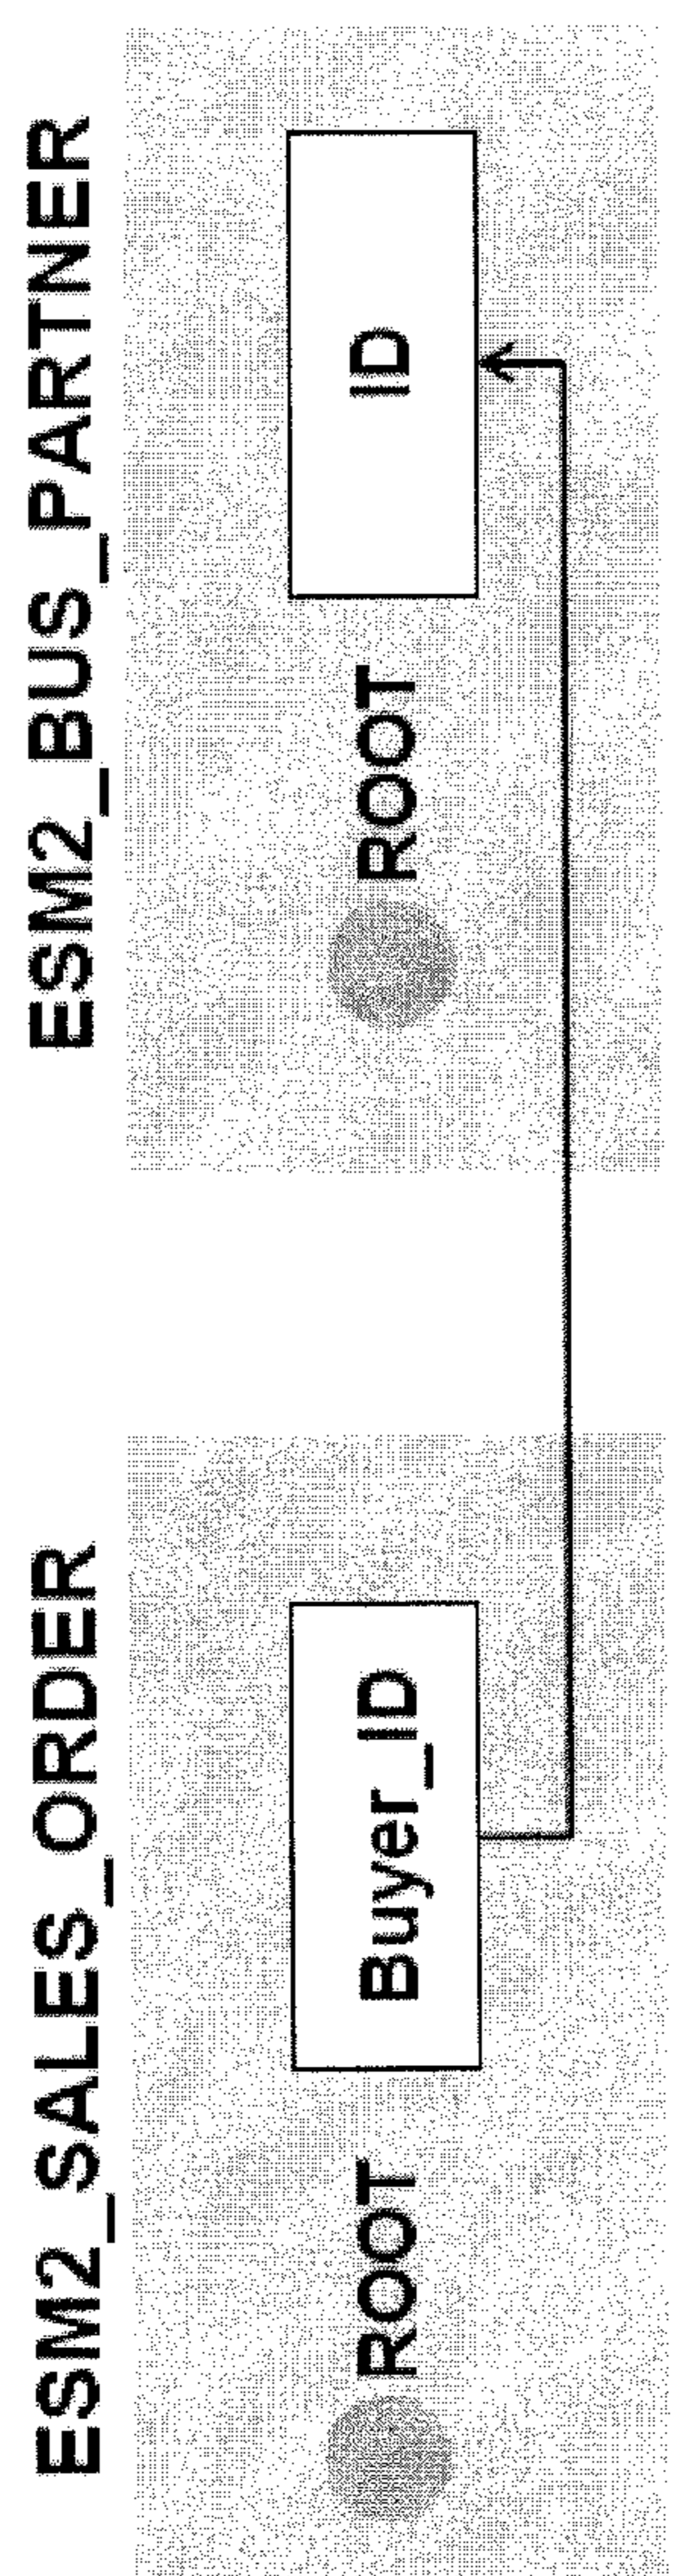 ESM2_SALES_ORDER
ROOT
Buyer_ID
ESM2_BUS_PARTNER
ROOT
ID